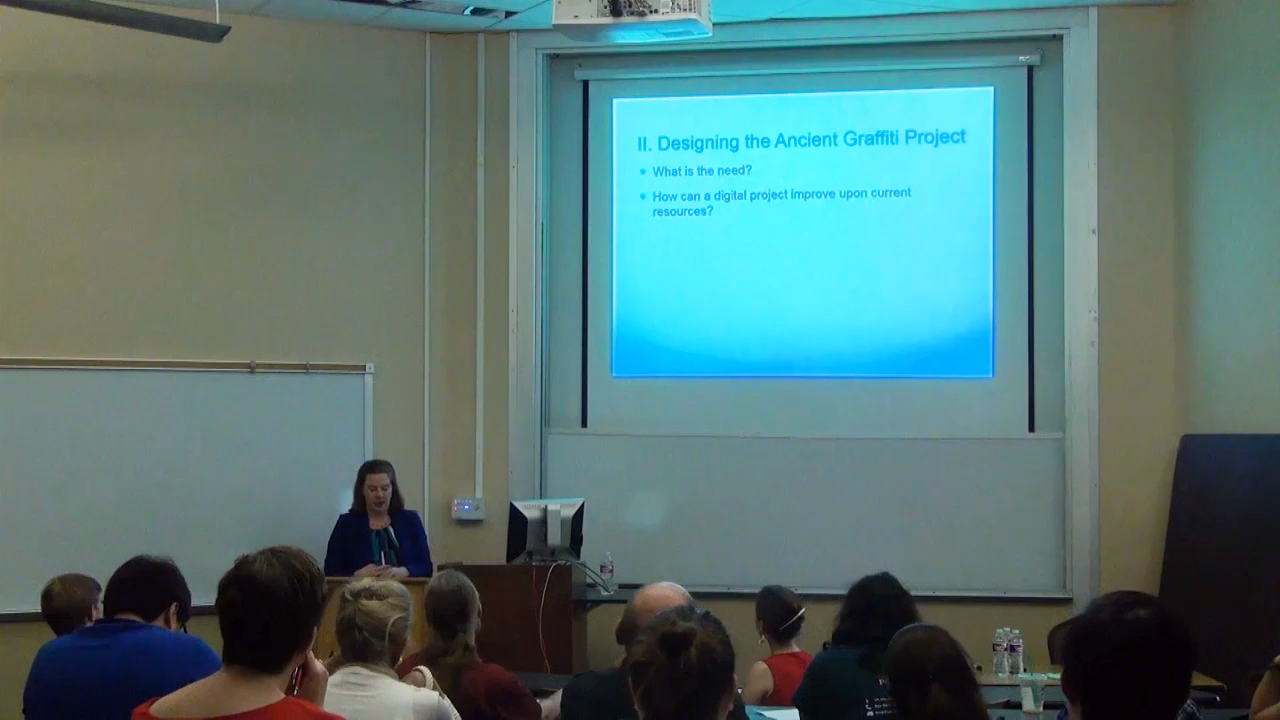 II. Designing the Ancient Graffiti Project
What is the need?
How can a digital project improve upon current
resources?